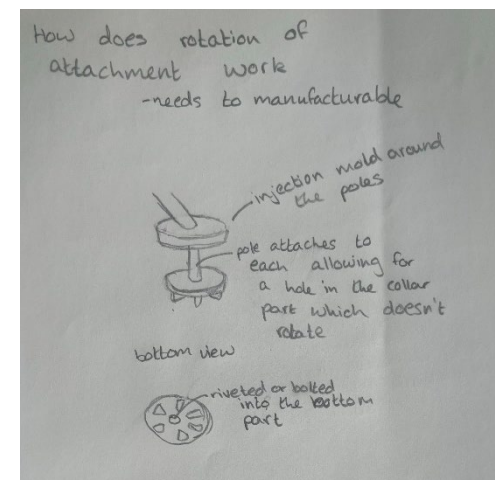 How does rotation of
attachment work
-needs to manufacturable
injection mold around
the poles
pole attaches to
each allowing for
a hole in the collar
part which doesn't
rotate
bottom view
riveted or bolted
into the bottom
part